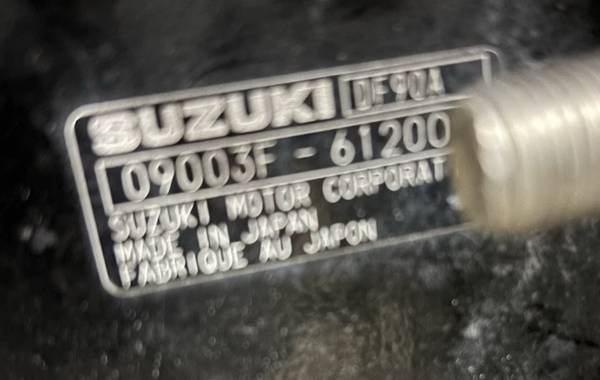 SUZUKI DF90A
09003F - 61200
SUZUKI MOTOR CORPORAT
MADE IN JAPAN
FABRIQUE AU JAPON